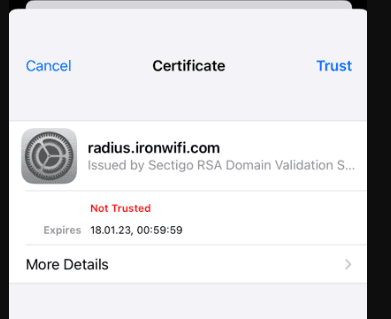 Cancel Certificate Trust
radius.ironwifi.com
Issued by Sectigo RSA Domain Validation S...
Not Trusted
Expires 18.01.23, 00:59:59
More Details